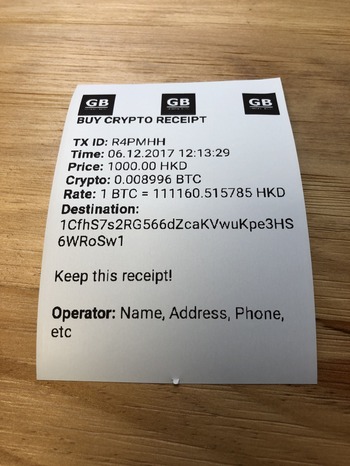 GB GB GB
BUY CRYPTO RECEIPT
TX ID: R4PMHH
Time: 06.12.2017 12:13:29
Price: 1000.00 HKD
Crypto: 0.008996 BTC
Rate: 1 BTC = 111160.515785 HKD
Destination:
1CfhS7s2RG566dZcaKVwuKpe3HS
6WRoSw1
Keep this receipt!
Operator: Name, Address, Phone,
etc